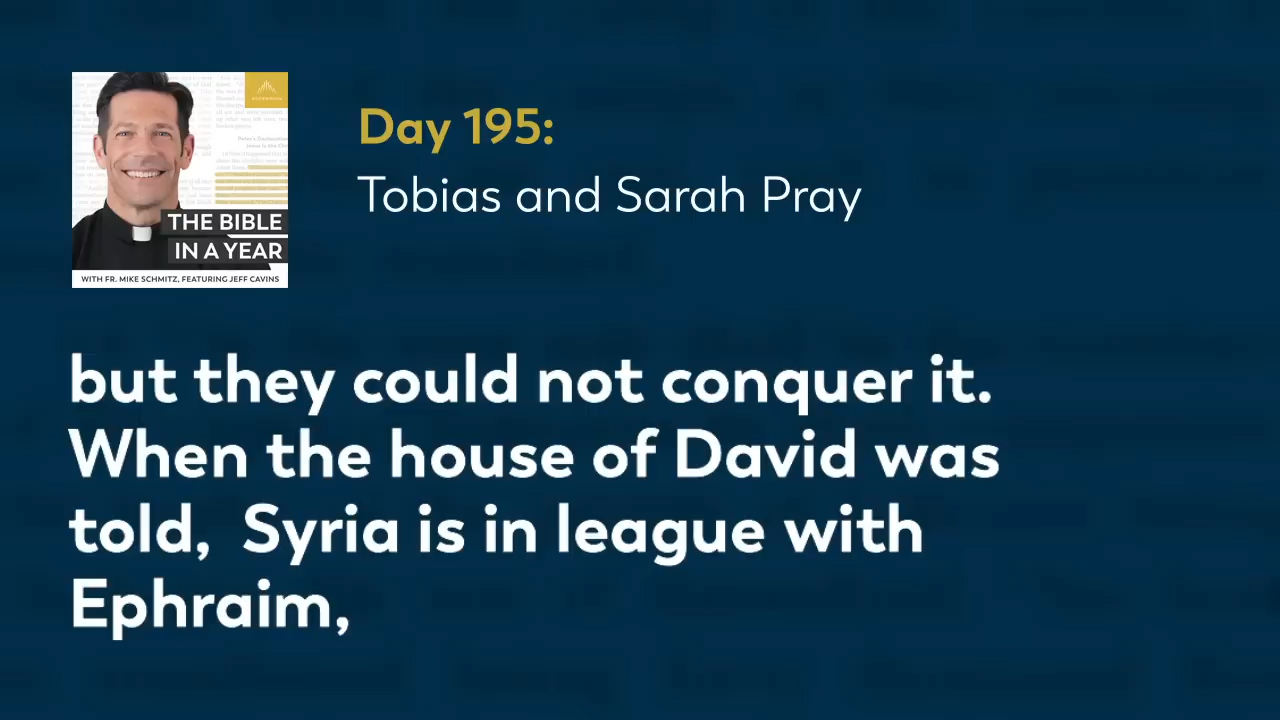 THE BIBLE
IN A YEAR
WITH FR. MIKE SCHMITZ, FEATURING JEFF CAVINS
Day 195:
Tobias and Sarah Pray
but they could not conquer it.
When the house of David was
told,  Syria is in league with
Ephraim,